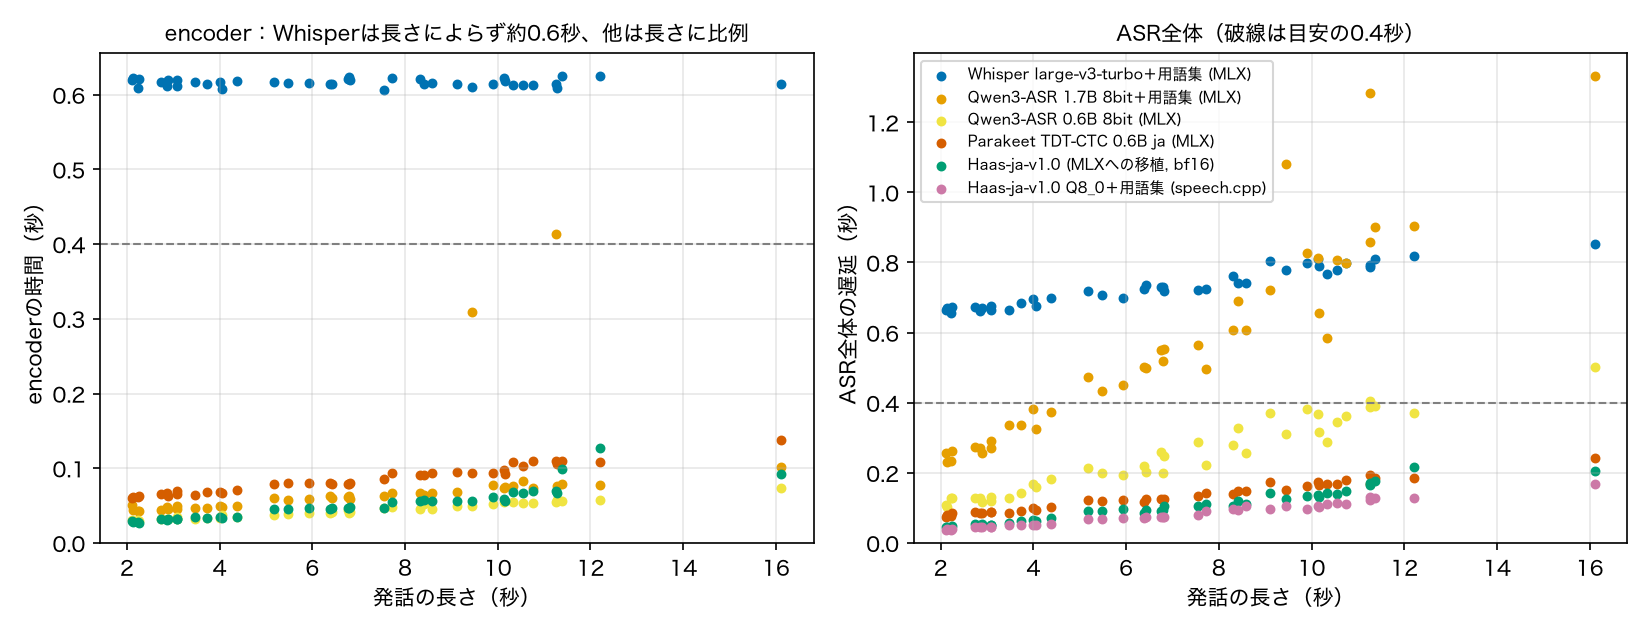 encoder：Whisperは長さによらず約0.6秒、他は長さに比例
encoderの時間（秒）
0.6
0.5
0.4
0.3
0.2
0.1
0.0
2 4 6 8 10 12 14 16
発話の長さ（秒）
ASR全体（破線は目安の0.4秒）
Whisper large-v3-turbo＋用語集 (MLX)
Qwen3-ASR 1.7B 8bit＋用語集 (MLX)
Qwen3-ASR 0.6B 8bit (MLX)
Parakeet TDT-CTC 0.6B ja (MLX)
Haas-ja-v1.0 (MLXへの移植, bf16)
Haas-ja-v1.0 Q8_0＋用語集 (speech.cpp)
ASR全体の遅延（秒）
1.2
1.0
0.8
0.6
0.4
0.2
0.0
2 4 6 8 10 12 14 16
発話の長さ（秒）